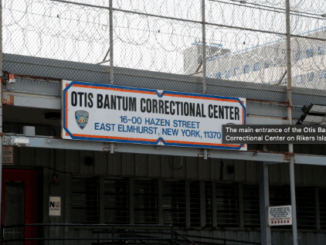 OTIS BANTUM CORRECTIONAL CENTER
16-00 HAZEN STREET
EAST ELMHURST, NEW YORK, 11370
The main entrance of the Otis Ba
Correctional Center on Rikers Isl